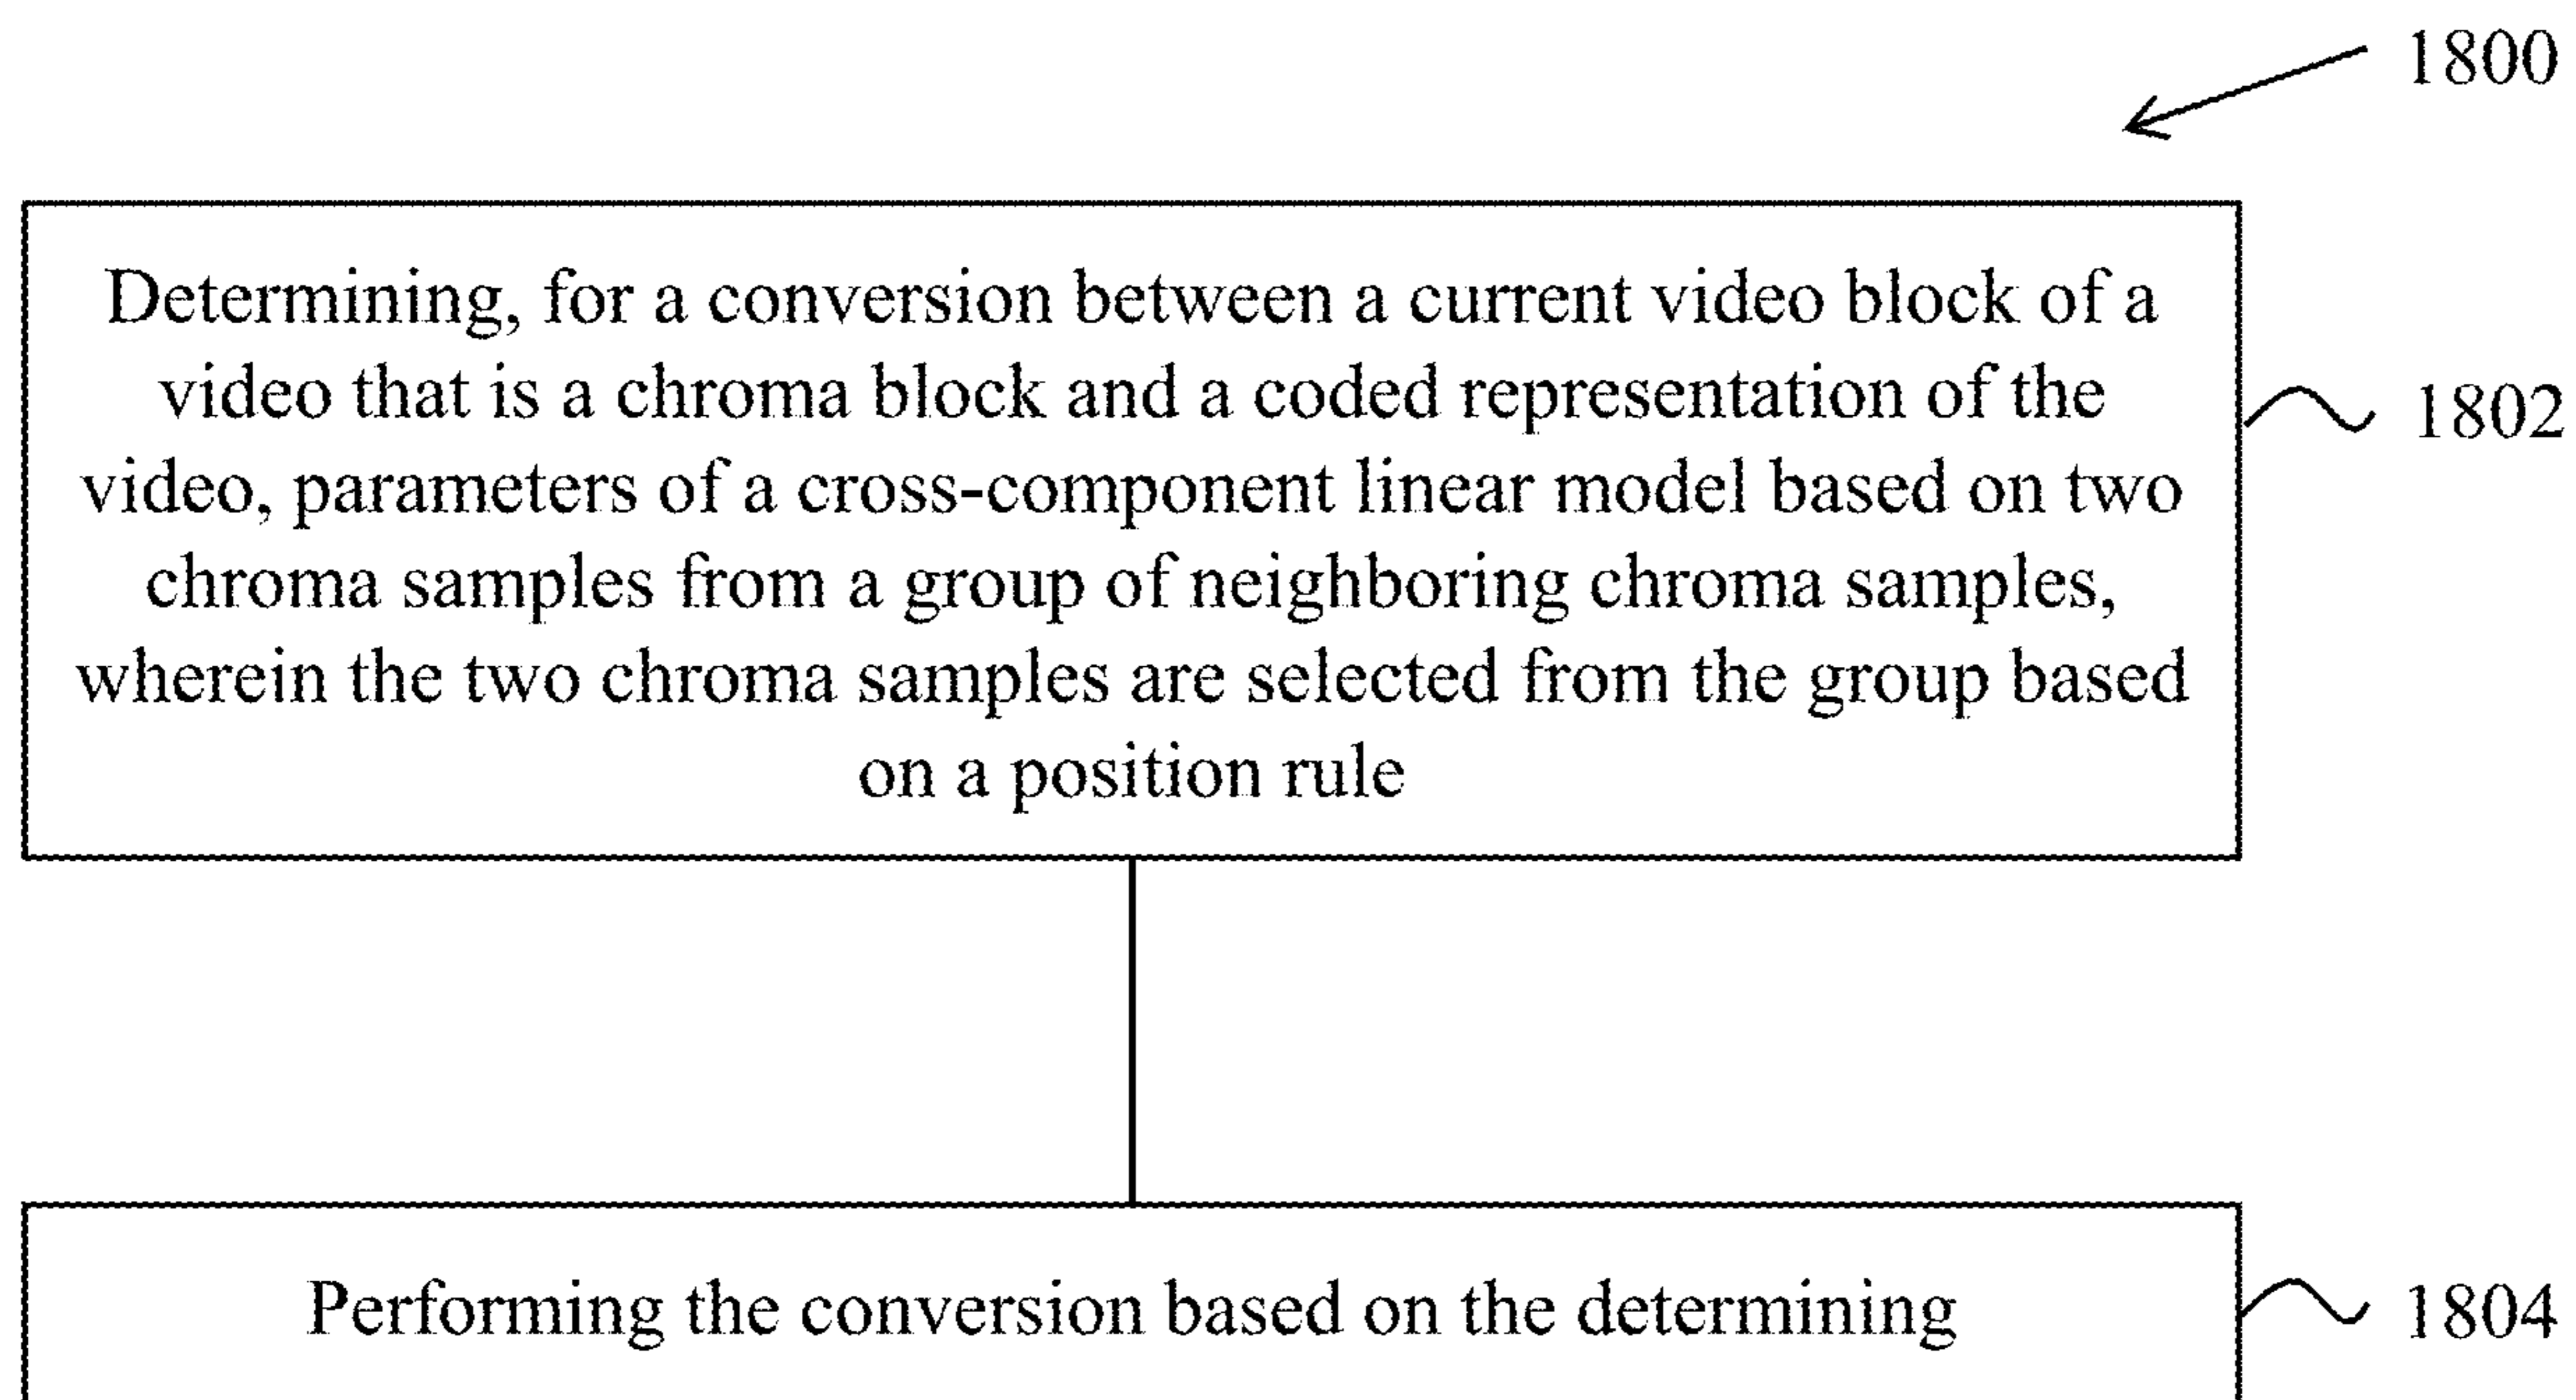 1800
Determining, for a conversion between a current video block of a
video that is a chroma block and a coded representation of the
video, parameters of a cross-component linear model based on two
chroma samples from a group of neighboring chroma samples,
wherein the two chroma samples are selected from the group based
on a position rule
1802
Performing the conversion based on the determining
1804